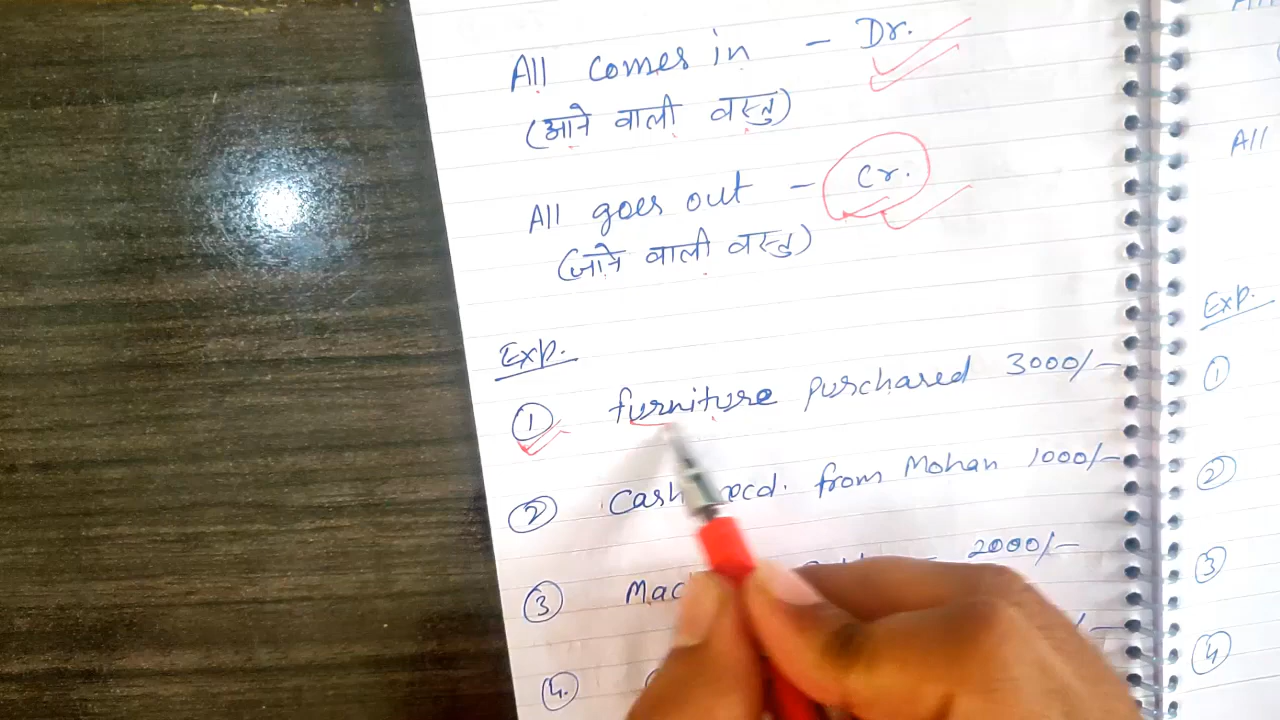 All comes in - Dr.
(आने वाली वस्तु)
All goes out - Cr.
(जाने वाली वस्तु)
Exp.
① furniture purchased 3000/-
② Cash recd. from Mohan 1000/-
③ 2000/-
④.
All
Exp.
①
②
③
④